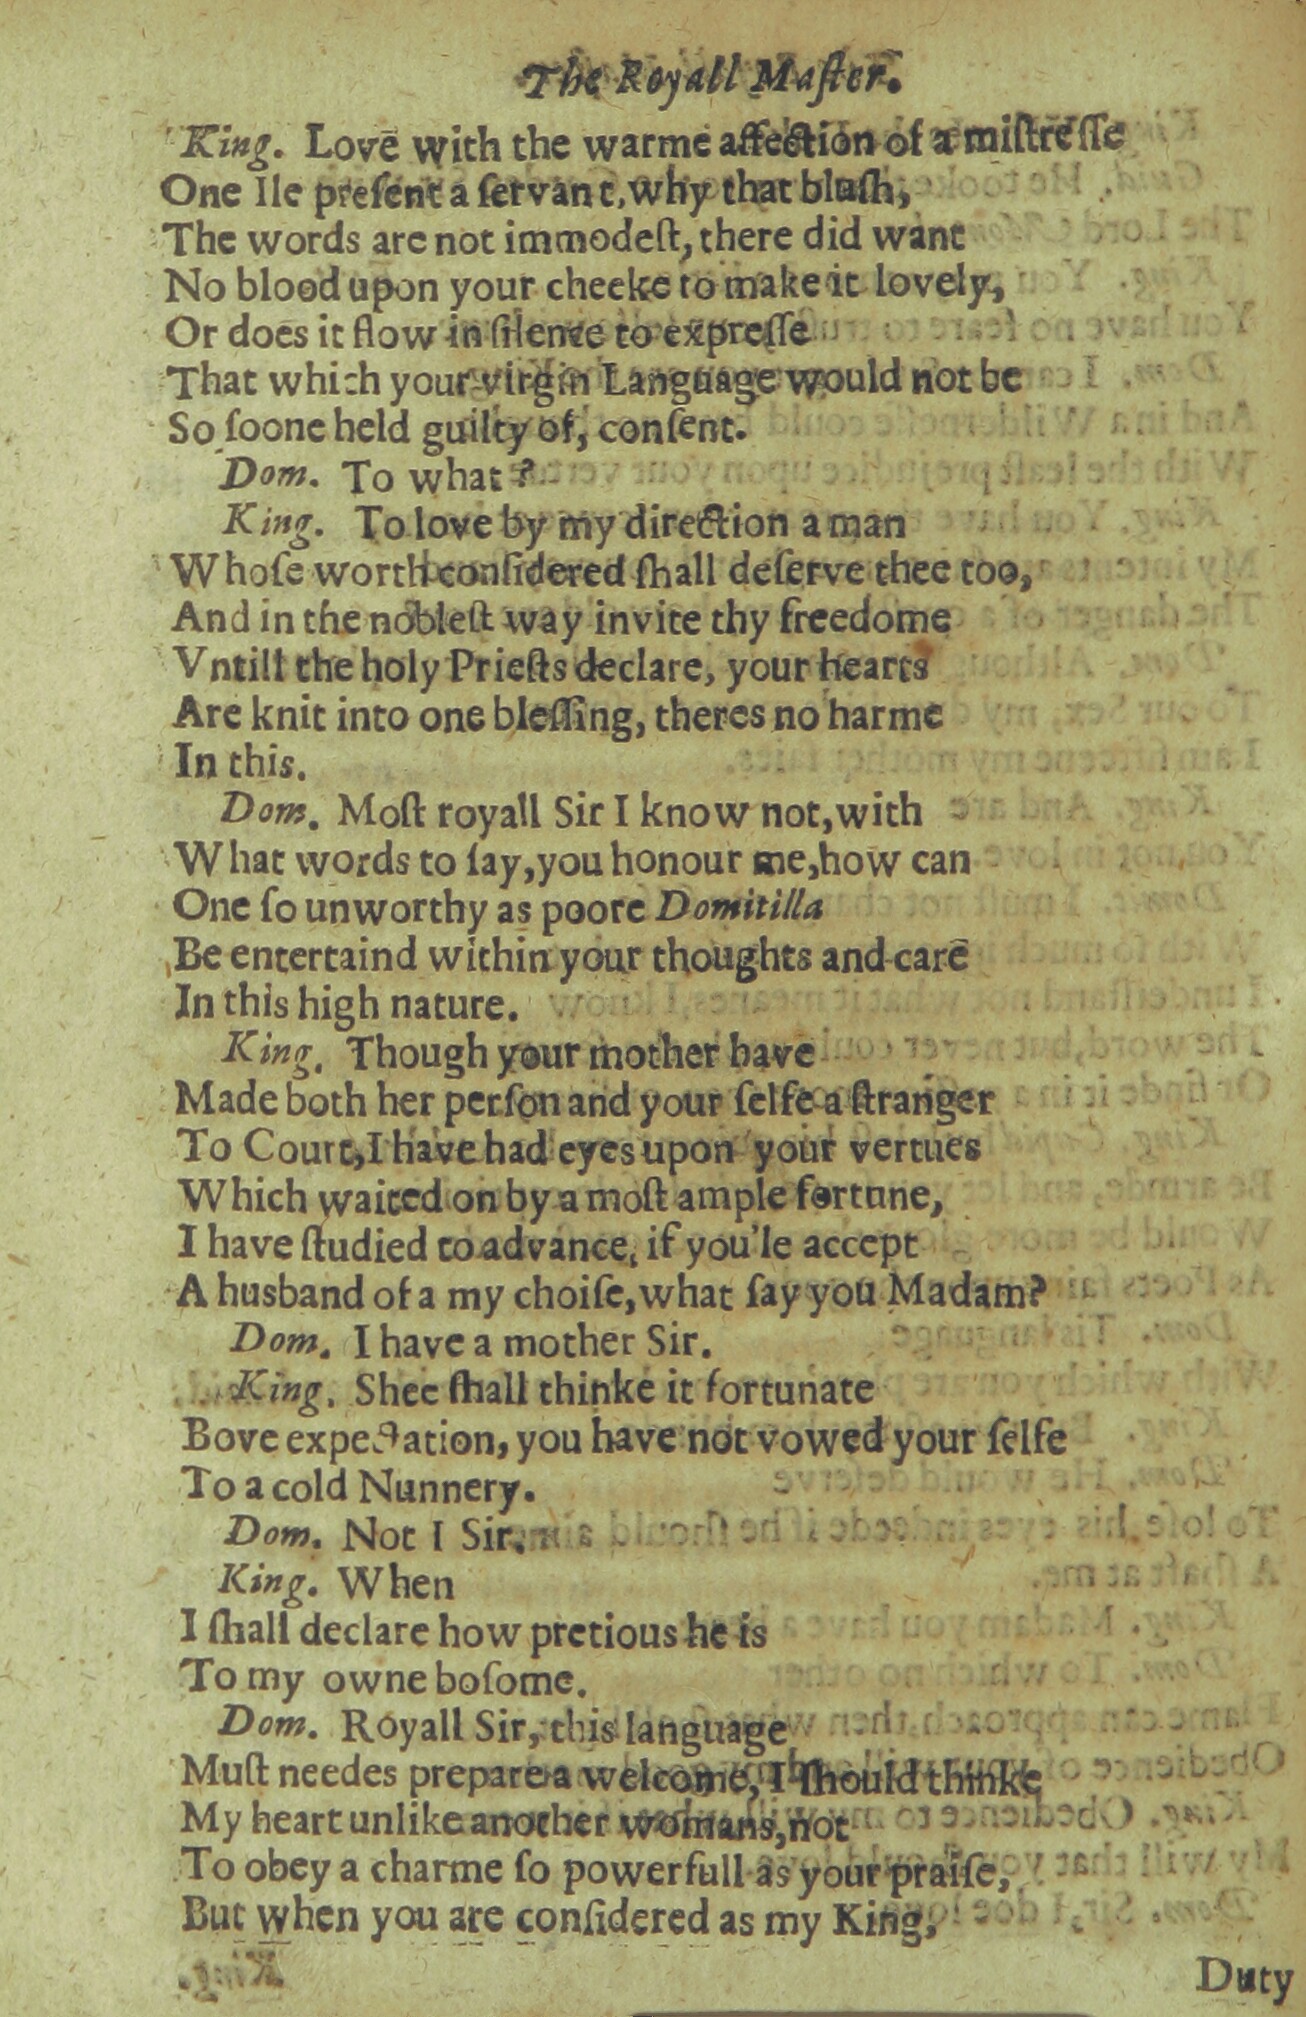 The Royall Maſter.
King. Love with the warme affection of a miſtreſſe
One Ile preſent a ſervant, why that bluſh,
The words are not immodeſt, there did want
No blood upon your cheeke to make it lovely,
Or does it flow in ſilence to expreſſe
That which your virgin Language would not be
So ſoone held guilty of, conſent.
Dom. To what?
King. To love by my direction a man
Whoſe worth conſidered ſhall deſerve thee too,
And in the nobleſt way invite thy freedome
Vntill the holy Prieſts declare, your hearts
Are knit into one bleſſing, theres no harme
In this.
Dom. Moſt royall Sir I know not, with
What words to ſay, you honour me, how can
One ſo unworthy as poore Domitilla
Be entertaind within your thoughts and care
In this high nature.
King. Though your mother have
Made both her perſon and your ſelfe a ſtranger
To Court, I have had eyes upon your vertues
Which waited on by a moſt ample fortune,
I have ſtudied to advance, if you'le accept
A husband of a my choiſe, what ſay you Madam?
Dom. I have a mother Sir.
King. Shee ſhall thinke it fortunate
Bove expectation, you have not vowed your ſelfe
To a cold Nunnery.
Dom. Not I Sir.
King. When
I ſhall declare how pretious he is
To my owne boſome.
Dom. Royall Sir, this language
Muſt needes prepare a welcome, I ſhould thinke
My heart unlike another womans, not
To obey a charme ſo powerfull as your praiſe,
But when you are conſidered as my King,
Duty